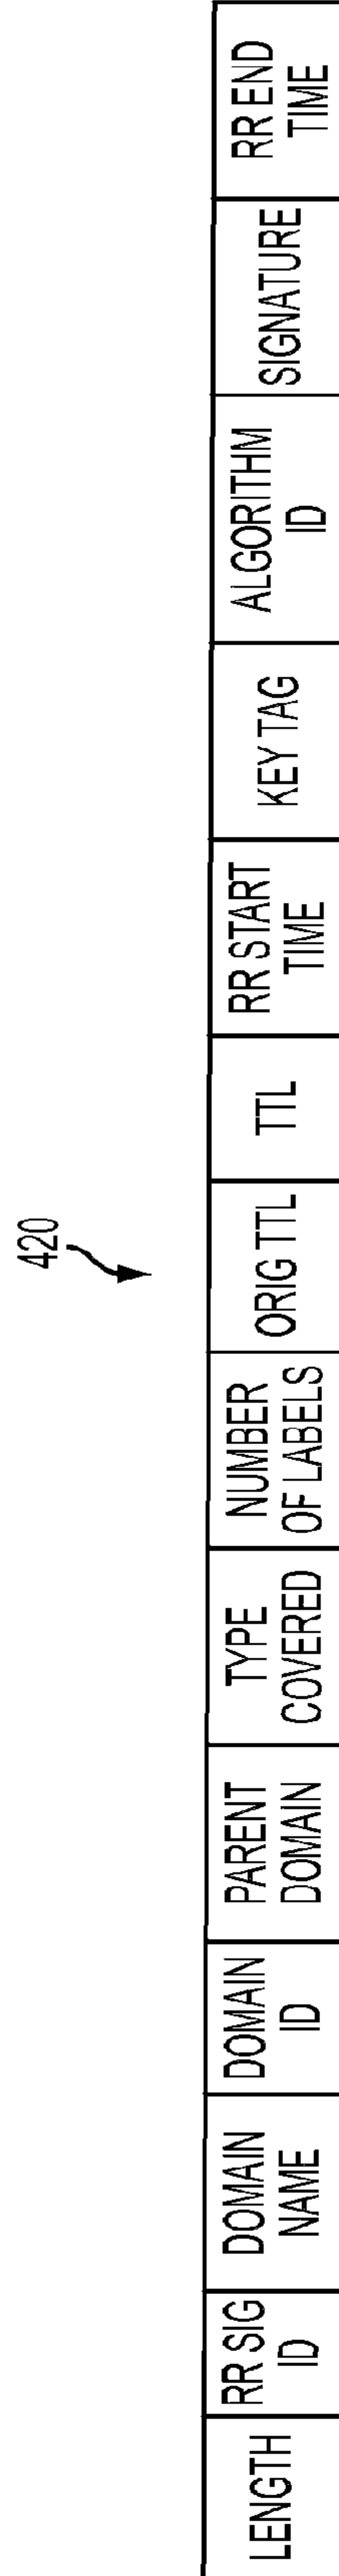 420
LENGTH
RR SIG
ID
DOMAIN
NAME
DOMAIN
ID
PARENT
DOMAIN
TYPE
COVERED
NUMBER
OF LABELS
ORIG TTL
TTL
RR START
TIME
KEY TAG
ALGORITHM
ID
SIGNATURE
RR END
TIME